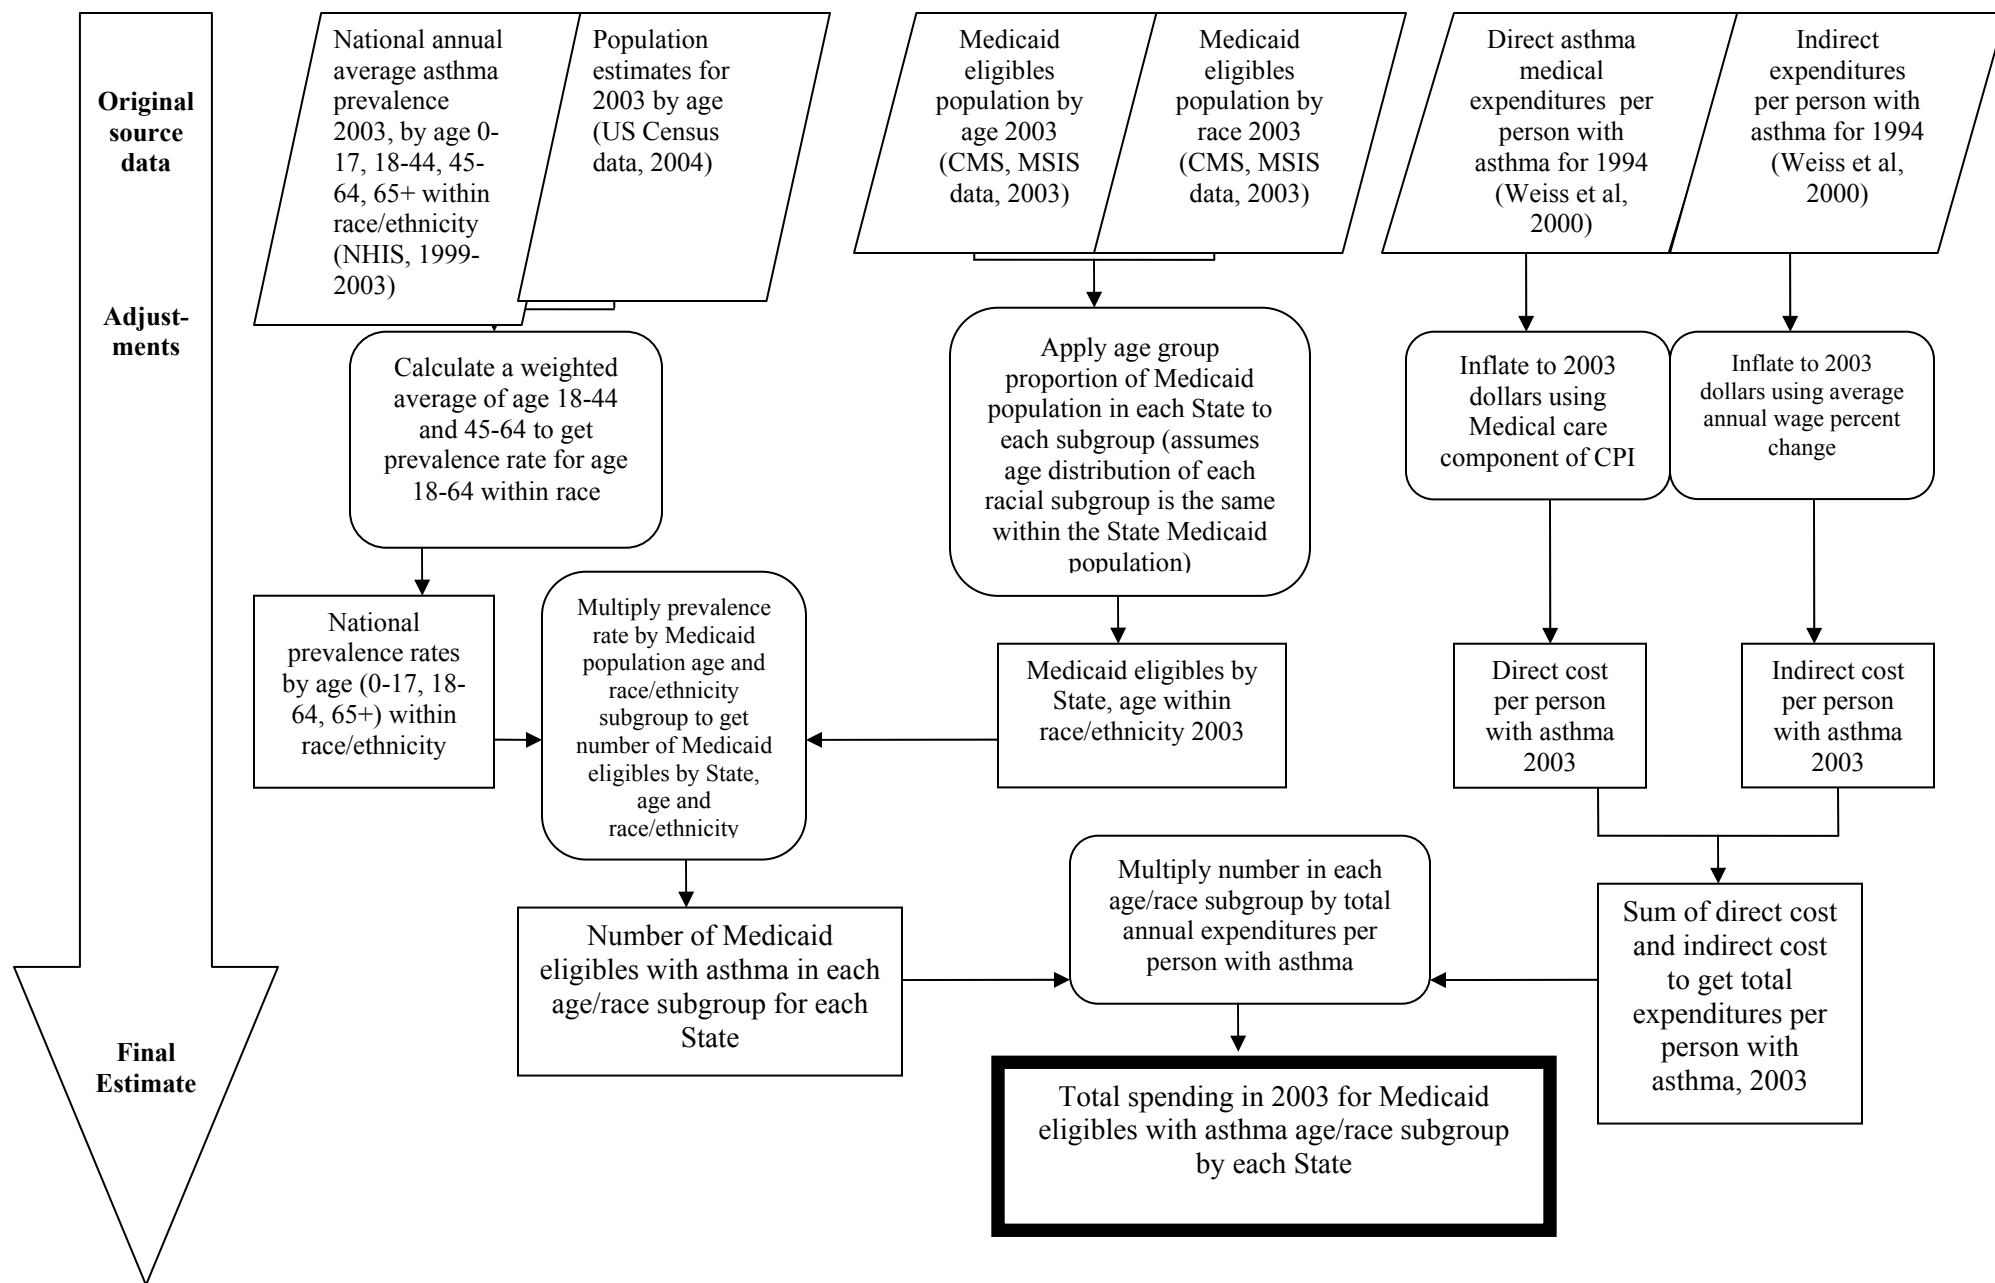 Original
source
data
Adjust-
ments
Final
Estimate
National annual
average asthma
prevalence
2003, by age 0-
17, 18-44, 45-
64, 65+ within
race/ethnicity
(NHIS, 1999-
2003)
Population
estimates for
2003 by age
(US Census
data, 2004)
Medicaid
eligibles
population by
age 2003
(CMS, MSIS
data, 2003)
Medicaid
eligibles
population by
race 2003
(CMS, MSIS
data, 2003)
Direct asthma
medical
expenditures per
person with
asthma for 1994
(Weiss et al,
2000)
Indirect
expenditures
per person with
asthma for 1994
(Weiss et al,
2000)
Calculate a weighted
average of age 18-44
and 45-64 to get
prevalence rate for age
18-64 within race
Apply age group
proportion of Medicaid
population in each State to
each subgroup (assumes
age distribution of each
racial subgroup is the same
within the State Medicaid
population)
Inflate to 2003
dollars using
Medical care
component of CPI
Inflate to 2003
dollars using average
annual wage percent
change
National
prevalence rates
by age (0-17, 18-
64, 65+) within
race/ethnicity
Multiply prevalence
rate by Medicaid
population age and
race/ethnicity
subgroup to get
number of Medicaid
eligibles by State,
age and
race/ethnicity
Medicaid eligibles by
State, age within
race/ethnicity 2003
Direct cost
per person
with asthma
2003
Indirect cost
per person
with asthma
2003
Number of Medicaid
eligibles with asthma in each
age/race subgroup for each
State
Multiply number in each
age/race subgroup by total
annual expenditures per
person with asthma
Sum of direct cost
and indirect cost
to get total
expenditures per
person with
asthma, 2003
Total spending in 2003 for Medicaid
eligibles with asthma age/race subgroup
by each State